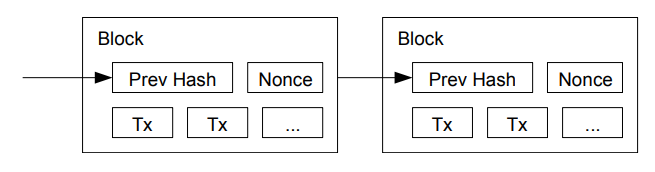 Block
Prev Hash Nonce
Tx Tx ...
Block
Prev Hash Nonce
Tx Tx ...